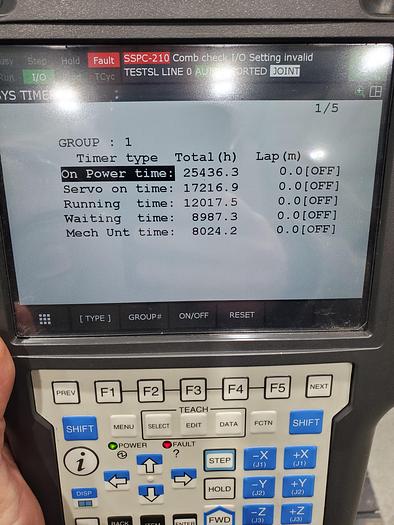 Busy Step Hold Fault SSPC-210 Comb check I/O Setting invalid
Run I/O Prod TCyc TESTSL LINE 0 ABORTED JOINT
SYS TIMER
1/5
GROUP : 1
Timer type Total(h) Lap(m)
On Power time: 25436.3 0.0[OFF]
Servo on time: 17216.9 0.0[OFF]
Running time: 12017.5 0.0[OFF]
Waiting time: 8987.3 0.0[OFF]
Mech Unt time: 8024.2 0.0[OFF]
[ TYPE ] GROUP# ON/OFF RESET
PREV F1 F2 F3 F4 F5 NEXT
TEACH
SHIFT MENU SELECT EDIT DATA FCTN SHIFT
POWER FAULT
i ? STEP -X (J1) +X (J1)
DISP HOLD -Y (J2) +Y (J2)
BACK ITEM ENTER FWD -Z (J3) +Z (J3)